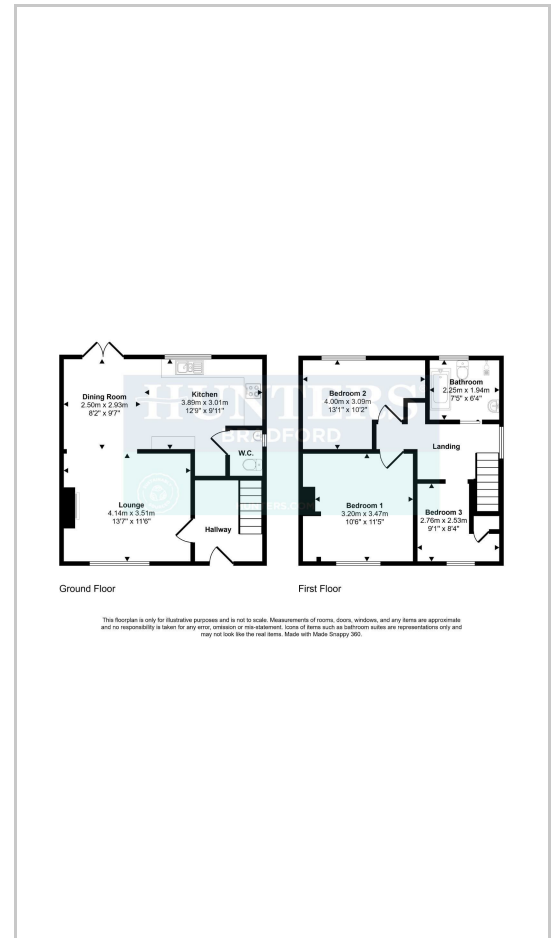 Dining Room
2.50m x 2.93m
8'2" x 9'7"
Kitchen
3.89m x 3.01m
12'9" x 9'11"
HUNTERS
BRADFORD
W.C.
Lounge
4.14m x 3.51m
13'7" x 11'6"
Hallway
Ground Floor
Bedroom 2
4.00m x 3.09m
13'1" x 10'2"
Bathroom
2.25m x 1.94m
7'5" x 6'4"
Landing
Bedroom 1
3.20m x 3.47m
10'6" x 11'5"
Bedroom 3
2.76m x 2.53m
9'1" x 8'4"
First Floor
This floorplan is only for illustrative purposes and is not to scale. Measurements of rooms, doors, windows, and any items are approximate
and no responsibility is taken for any error, omission or mis-statement. Icons of items such as bathroom suites are representations only and
may not look like the real items. Made with Made Snappy 360.